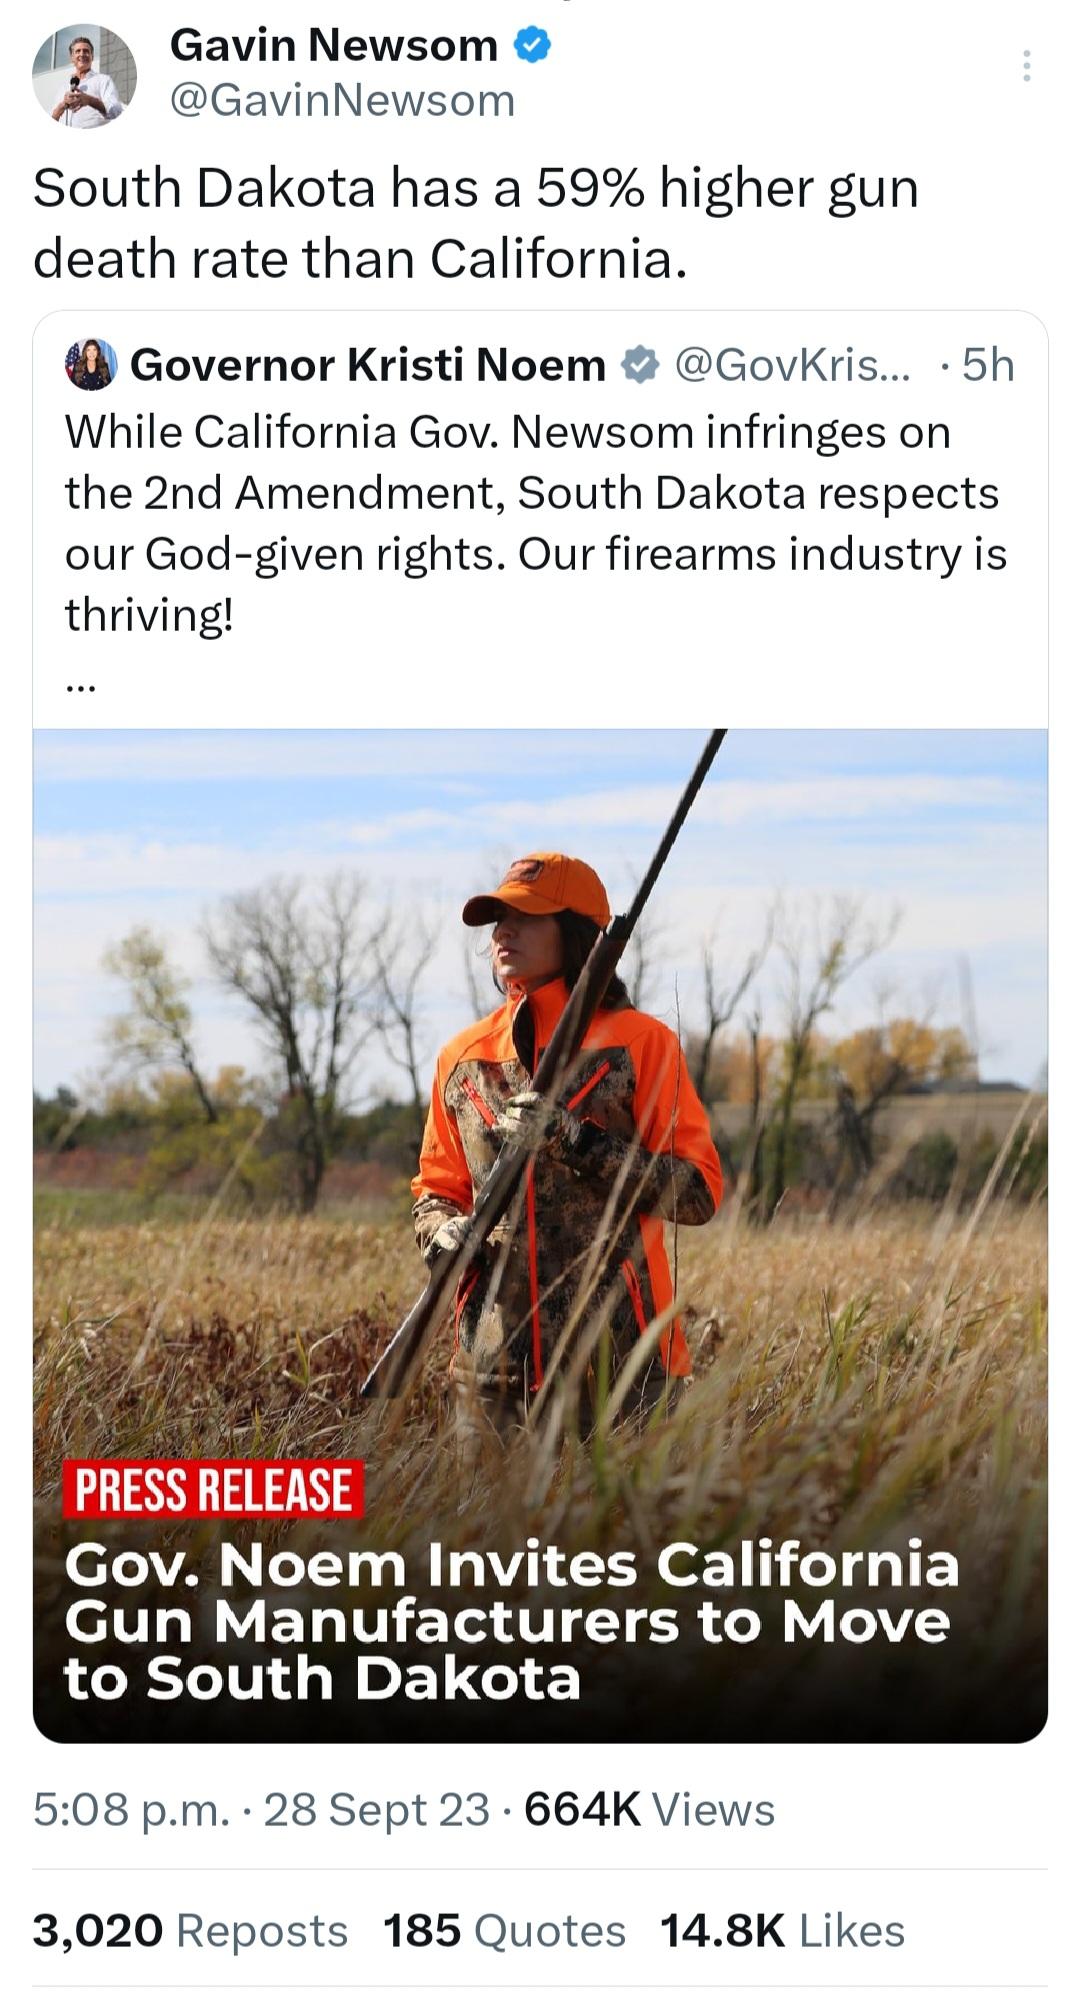 Gavin Newsom
@GavinNewsom
South Dakota has a 59% higher gun
death rate than California.
Governor Kristi Noem @GovKris... · 5h
While California Gov. Newsom infringes on
the 2nd Amendment, South Dakota respects
our God-given rights. Our firearms industry is
thriving!
...
PRESS RELEASE
Gov. Noem Invites California
Gun Manufacturers to Move
to South Dakota
5:08 p.m. · 28 Sept 23 · 664K Views
3,020 Reposts 185 Quotes 14.8K Likes